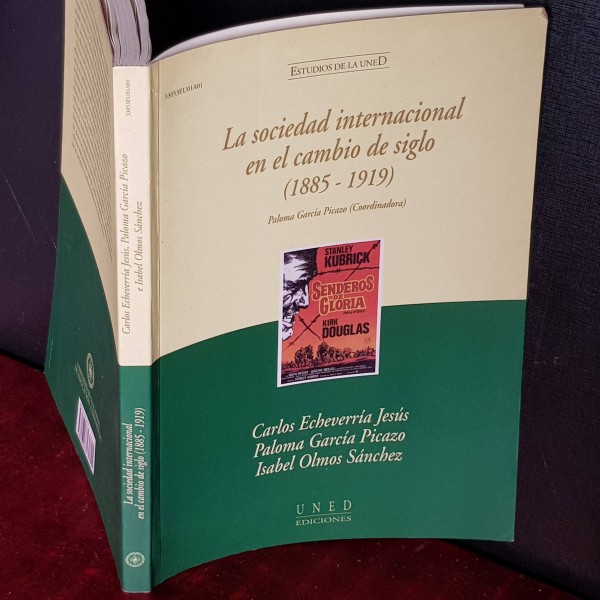 ESTUDIOS DE LA UNED
33053EU01A01
La sociedad internacional
en el cambio de siglo
(1885 - 1919)
Paloma García Picazo (Coordinadora)
STANLEY
KUBRICK
SENDEROS
DE
GLORIA
KIRK
DOUGLAS
Carlos Echeverría Jesús
Paloma García Picazo
Isabel Olmos Sánchez
UNED
EDICIONES
33053EU01A01
Carlos Echeverría Jesús, Paloma García Picazo
e Isabel Olmos Sánchez
La sociedad internacional
en el cambio de siglo (1885 - 1919)